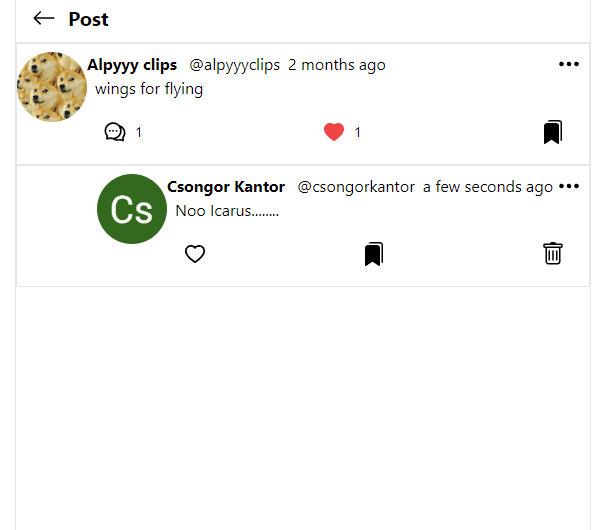 Post
Alpyyy clips @alpyyyclips 2 months ago
wings for flying
1 1
Csongor Kantor @csongorkantor a few seconds ago
Cs
Noo Icarus........